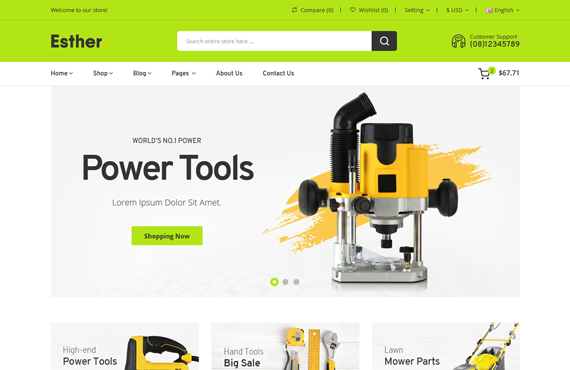 Welcome to our store!
Compare (0)
Wishlist (0)
Setting
$ USD
English
Esther.
Search entire store here ...
Customer Support
(08)12345789
Home
Shop
Blog
Pages
About Us
Contact Us
2
$67.71
WORLD'S NO.1 POWER
Power Tools
Lorem Ipsum Dolor Sit Amet.
Shopping Now
High-end
Power Tools
Hand Tools
Big Sale
Lawn
Mower Parts